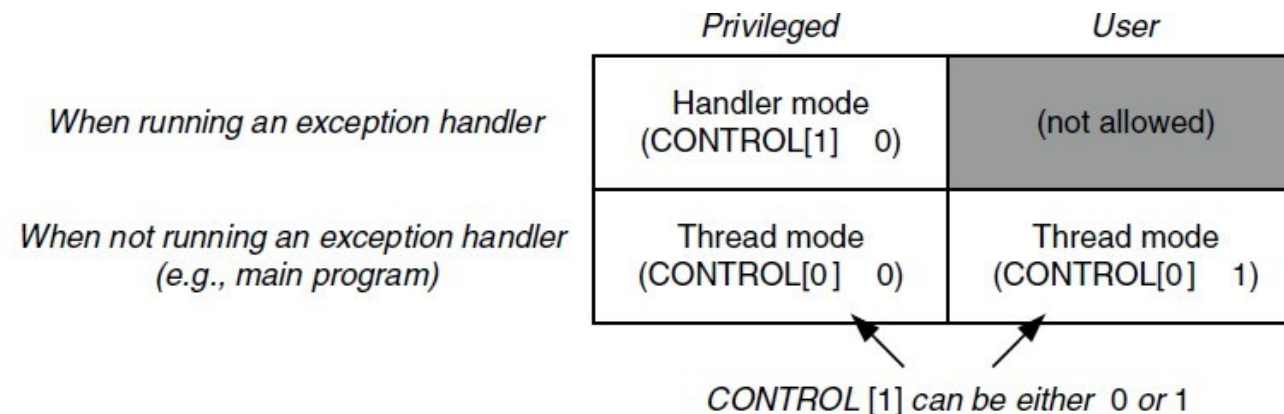 Privileged User
When running an exception handler
Handler mode
(CONTROL[1] 0)
(not allowed)
When not running an exception handler
(e.g., main program)
Thread mode
(CONTROL[0] 0)
Thread mode
(CONTROL[0] 1)
CONTROL [1] can be either 0 or 1